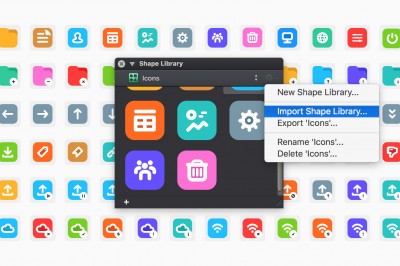 Shape Library
Icons
New Shape Library...
Import Shape Library...
Export 'Icons'...
Rename 'Icons'...
Delete 'Icons'...